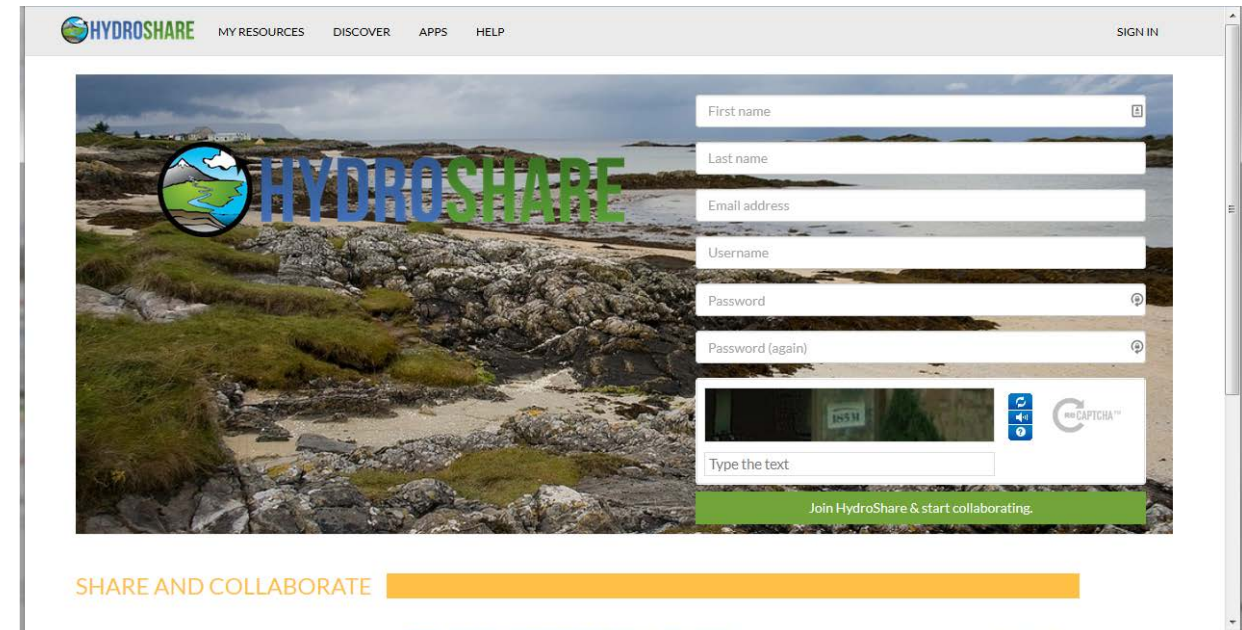 HYDROSHARE MY RESOURCES DISCOVER APPS HELP SIGN IN
HYDROSHARE
First name
Last name
Email address
Username
Password
Password (again)
reCAPTCHA™
Type the text
Join HydroShare & start collaborating.
SHARE AND COLLABORATE